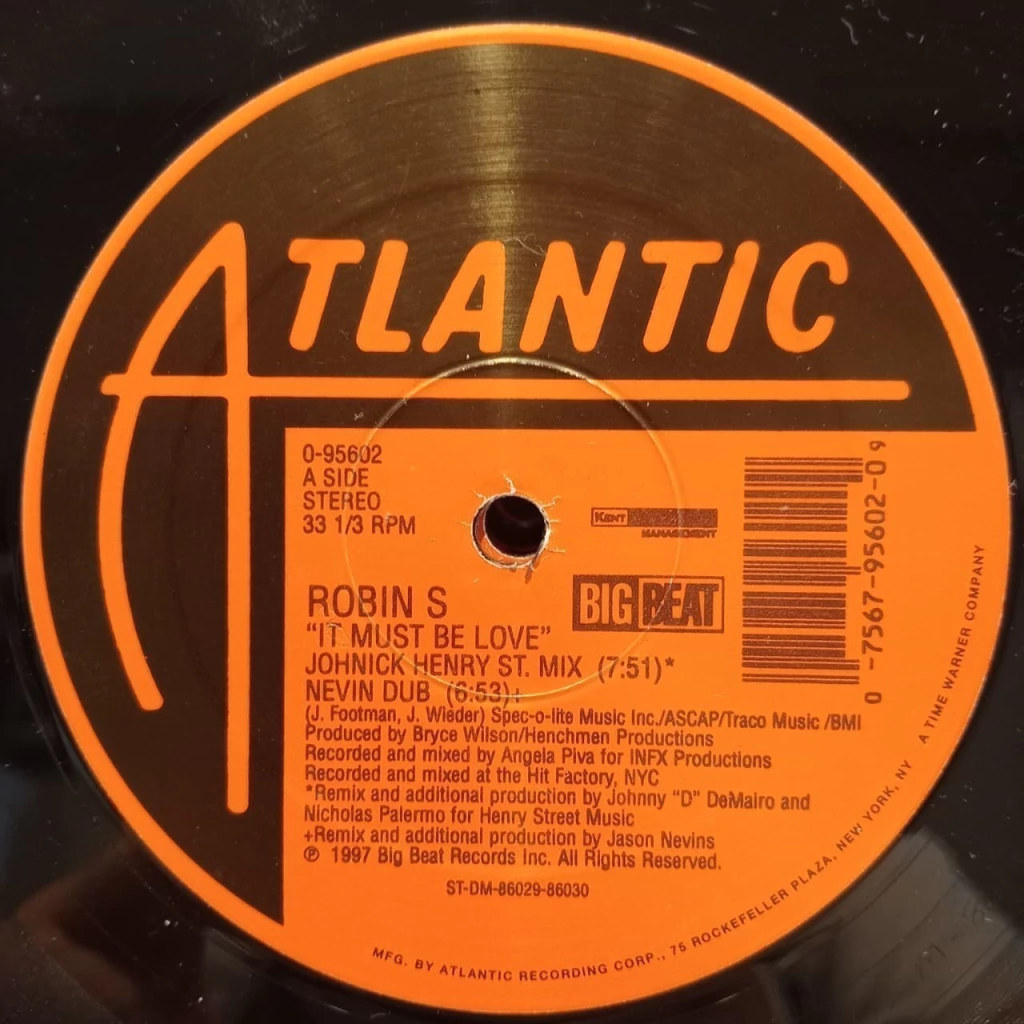 ATLANTIC
0-95602
A SIDE
STEREO
33 1/3 RPM
KENT
MANAGEMENT
BIG BEAT
0-7567-95602-0 9
ROBIN S
"IT MUST BE LOVE"
JOHNICK HENRY ST. MIX (7:51)*
NEVIN DUB (6:53)+
(J. Footman, J. Wieder) Spec-o-lite Music Inc./ASCAP/Traco Music /BMI
Produced by Bryce Wilson/Henchmen Productions
Recorded and mixed by Angela Piva for INFX Productions
Recorded and mixed at the Hit Factory, NYC
*Remix and additional production by Johnny "D" DeMairo and
Nicholas Palermo for Henry Street Music
+Remix and additional production by Jason Nevins
℗ 1997 Big Beat Records Inc. All Rights Reserved.
ST-DM-86029-86030
MFG. BY ATLANTIC RECORDING CORP., 75 ROCKEFELLER PLAZA, NEW YORK, NY A TIME WARNER COMPANY